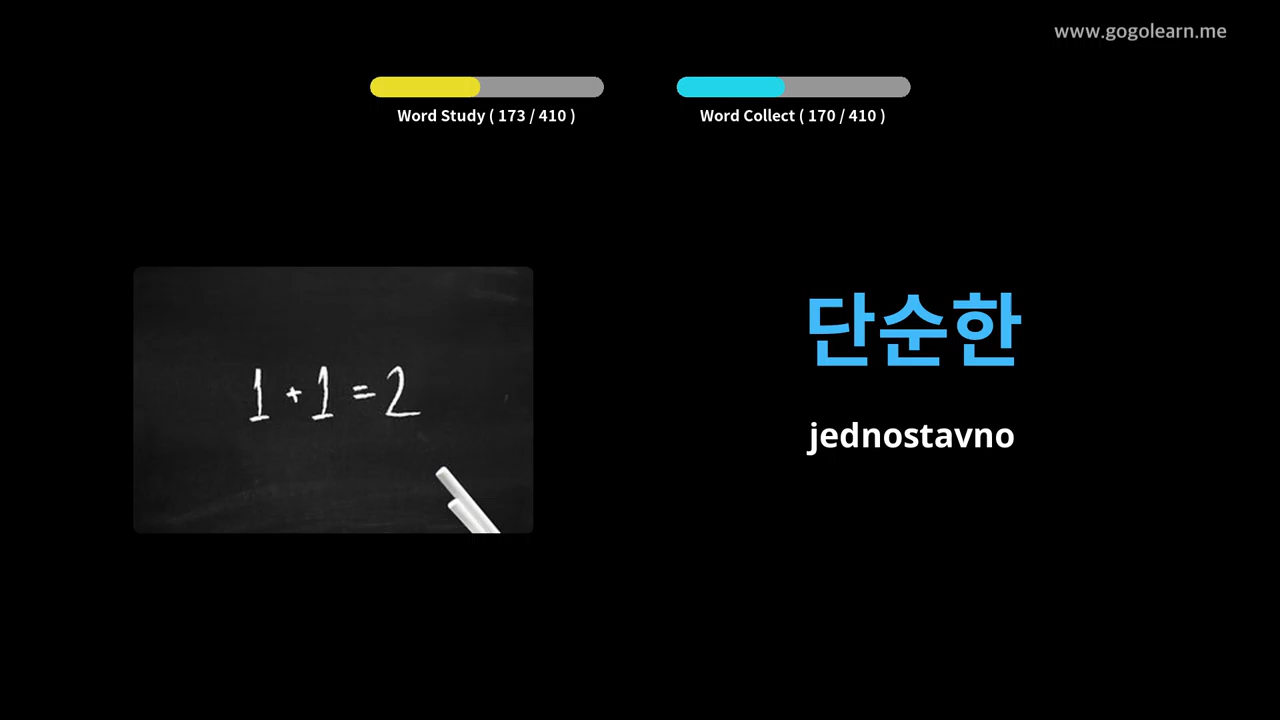 www.gogolearn.me
Word Study ( 173 / 410 )
Word Collect ( 170 / 410 )
1 + 1 = 2
단순한
jednostavno